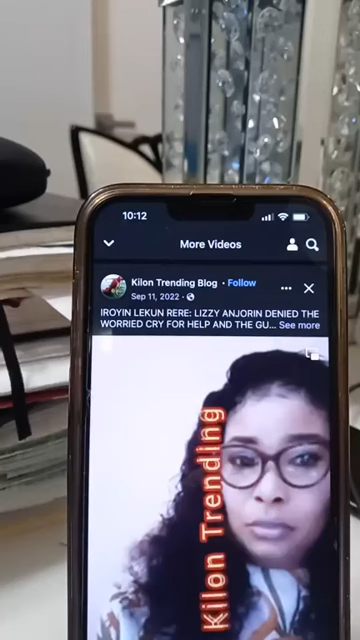 10:12
More Videos
Kilon Trending Blog · Follow
Sep 11, 2022 ·
IROYIN LEKUN RERE: LIZZY ANJORIN DENIED THE
WORRIED CRY FOR HELP AND THE GU... See more
Kilon Trending